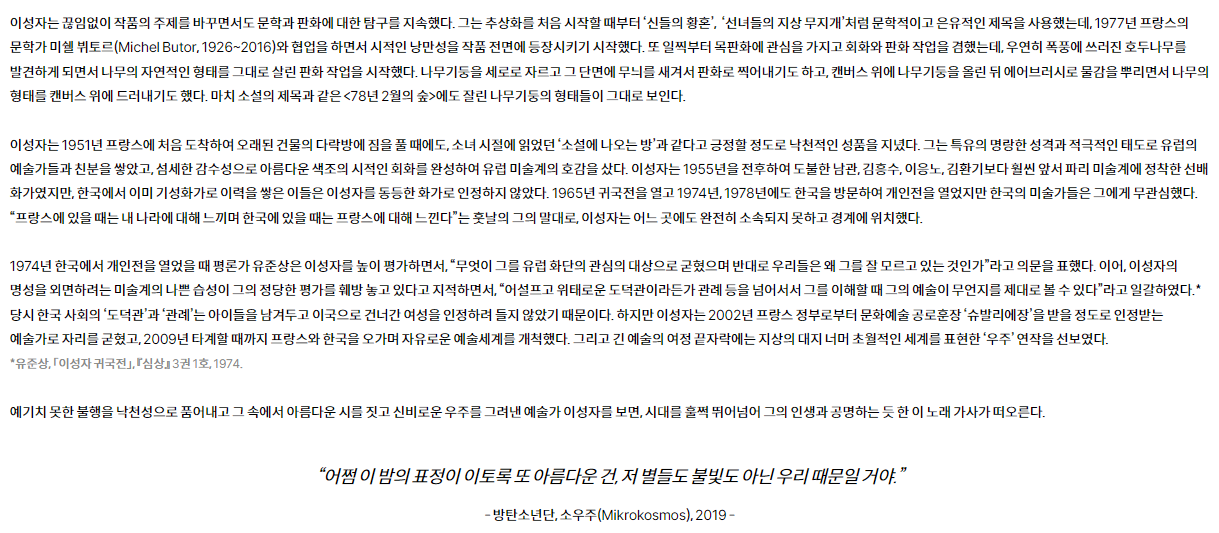 이성자는 끊임없이 작품의 주제를 바꾸면서도 문학과 판화에 대한 탐구를 지속했다. 그는 추상화를 처음 시작할 때부터 ‘신들의 황혼’, ‘선녀들의 지상 무지개’처럼 문학적이고 은유적인 제목을 사용했는데, 1977년 프랑스의
문학가 미쉘 뷔토르(Michel Butor, 1926~2016)와 협업을 하면서 시적인 낭만성을 작품 전면에 등장시키기 시작했다. 또 일찍부터 목판화에 관심을 가지고 회화와 판화 작업을 겸했는데, 우연히 폭풍에 쓰러진 호두나무를
발견하게 되면서 나무의 자연적인 형태를 그대로 살린 판화 작업을 시작했다. 나무기둥을 세로로 자르고 그 단면에 무늬를 새겨서 판화로 찍어내기도 하고, 캔버스 위에 나무기둥을 올린 뒤 에어브러시로 물감을 뿌리면서 나무의
형태를 캔버스 위에 드러내기도 했다. 마치 소설의 제목과 같은 <78년 2월의 숲>에도 잘린 나무기둥의 형태들이 그대로 보인다.
이성자는 1951년 프랑스에 처음 도착하여 오래된 건물의 다락방에 짐을 풀 때에도, 소녀 시절에 읽었던 ‘소설에 나오는 방’과 같다고 긍정할 정도로 낙천적인 성품을 지녔다. 그는 특유의 명랑한 성격과 적극적인 태도로 유럽의
예술가들과 친분을 쌓았고, 섬세한 감수성으로 아름다운 색조의 시적인 회화를 완성하여 유럽 미술계의 호감을 샀다. 이성자는 1955년을 전후하여 도불한 남관, 김흥수, 이응노, 김환기보다 훨씬 앞서 파리 미술계에 정착한 선배
화가였지만, 한국에서 이미 기성화가로 이력을 쌓은 이들은 이성자를 동등한 화가로 인정하지 않았다. 1965년 귀국전을 열고 1974년, 1978년에도 한국을 방문하여 개인전을 열었지만 한국의 미술가들은 그에게 무관심했다.
“프랑스에 있을 때는 내 나라에 대해 느끼며 한국에 있을 때는 프랑스에 대해 느낀다”는 훗날의 그의 말대로, 이성자는 어느 곳에도 완전히 소속되지 못하고 경계에 위치했다.
1974년 한국에서 개인전을 열었을 때 평론가 유준상은 이성자를 높이 평가하면서, “무엇이 그를 유럽 화단의 관심의 대상으로 굳혔으며 반대로 우리들은 왜 그를 잘 모르고 있는 것인가”라고 의문을 표했다. 이어, 이성자의
명성을 외면하려는 미술계의 나쁜 습성이 그의 정당한 평가를 훼방 놓고 있다고 지적하면서, “어설프고 위태로운 도덕관이라든가 관례 등을 넘어서서 그를 이해할 때 그의 예술이 무언지를 제대로 볼 수 있다”라고 일갈하였다.*
당시 한국 사회의 ‘도덕관’과 ‘관례’는 아이들을 남겨두고 이국으로 건너간 여성을 인정하려 들지 않았기 때문이다. 하지만 이성자는 2002년 프랑스 정부로부터 문화예술 공로훈장 ‘슈발리에장’을 받을 정도로 인정받는
예술가로 자리를 굳혔고, 2009년 타계할 때까지 프랑스와 한국을 오가며 자유로운 예술세계를 개척했다. 그리고 긴 예술의 여정 끝자락에는 지상의 대지 너머 초월적인 세계를 표현한 ‘우주’ 연작을 선보였다.
*유준상, 「이성자 귀국전」, 『심상』 3권 1호, 1974.
예기치 못한 불행을 낙천성으로 품어내고 그 속에서 아름다운 시를 짓고 신비로운 우주를 그려낸 예술가 이성자를 보면, 시대를 훌쩍 뛰어넘어 그의 인생과 공명하는 듯 한 이 노래 가사가 떠오른다.
“어쩜 이 밤의 표정이 이토록 또 아름다운 건, 저 별들도 불빛도 아닌 우리 때문일 거야.”
- 방탄소년단, 소우주(Mikrokosmos), 2019 -